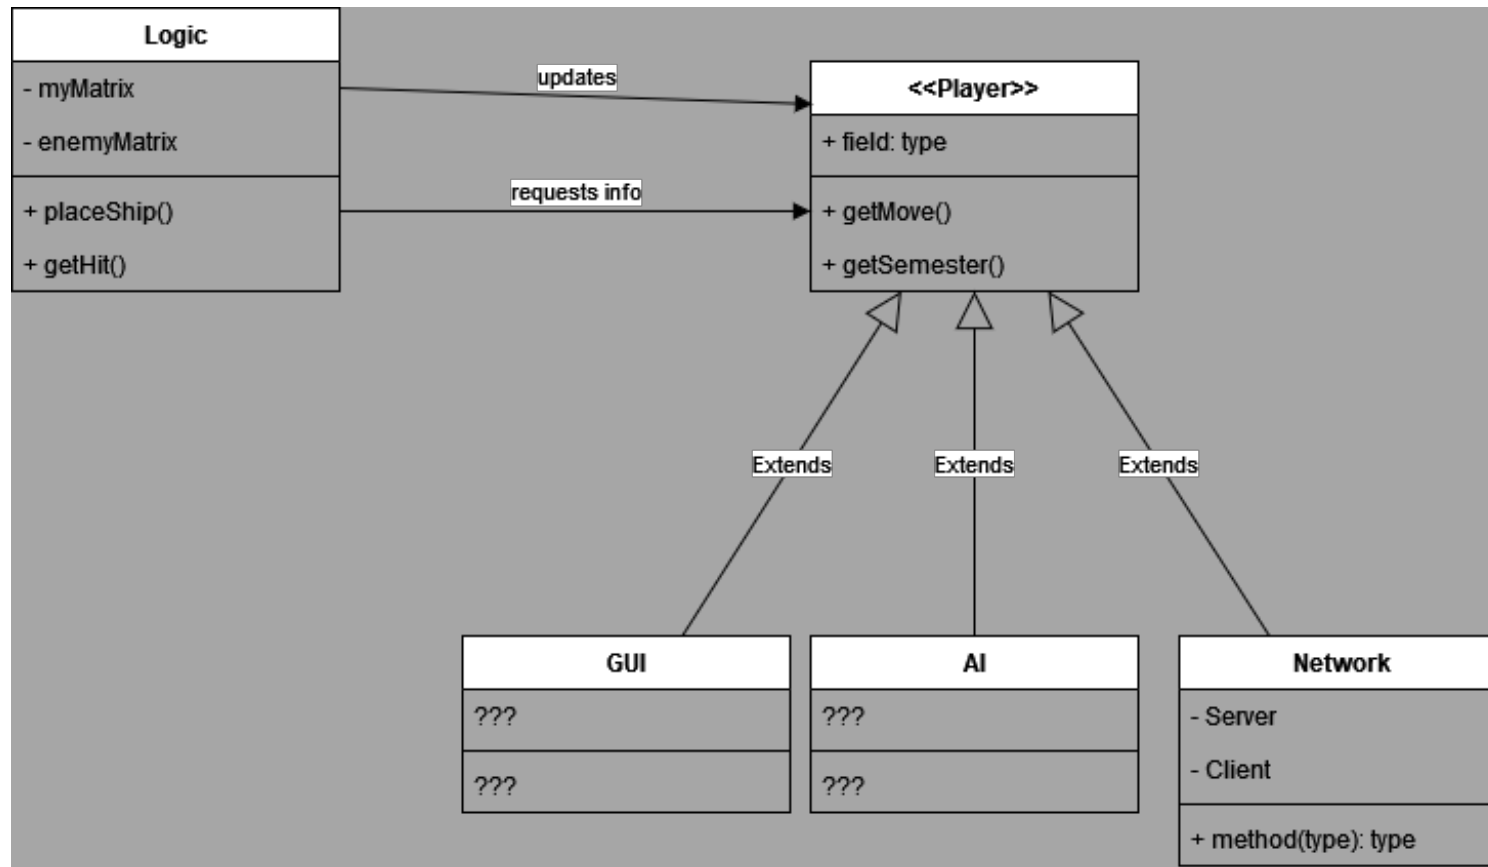 Logic
- myMatrix
- enemyMatrix
+ placeShip()
+ getHit()
updates
requests info
<<Player>>
+ field: type
+ getMove()
+ getSemester()
Extends
Extends
Extends
GUI
???
???
AI
???
???
Network
- Server
- Client
+ method(type): type